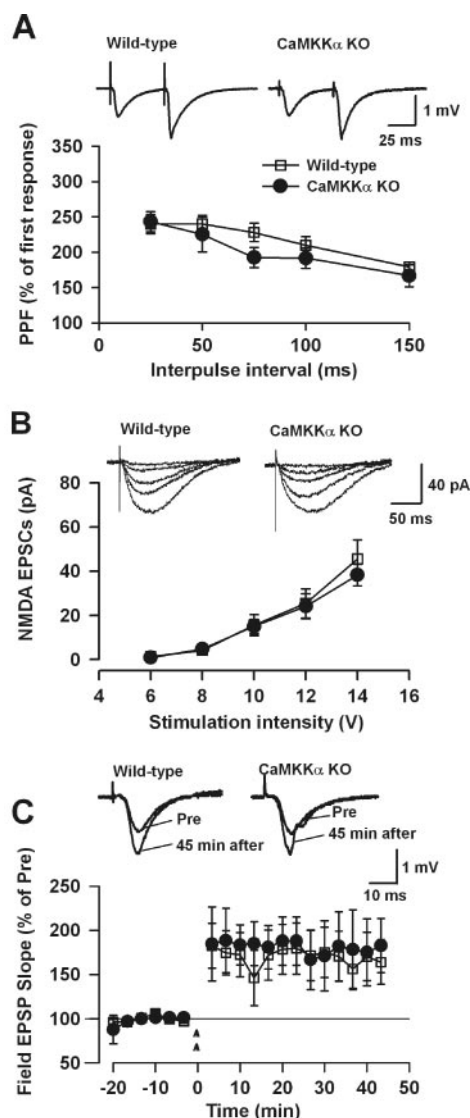 A
Wild-type
CaMKKα KO
1 mV
25 ms
Wild-type
CaMKKα KO
350
300
250
200
150
100
PPF (% of first response)
0
50
100
150
Interpulse interval (ms)
B
Wild-type
CaMKKα KO
40 pA
50 ms
80
60
40
20
0
NMDA EPSCs (pA)
4
6
8
10
12
14
16
Stimulation intensity (V)
C
Wild-type
CaMKKα KO
Pre
45 min after
Pre
45 min after
1 mV
10 ms
250
200
150
100
50
Field EPSP Slope (% of Pre)
-20
-10
0
10
20
30
40
50
Time (min)